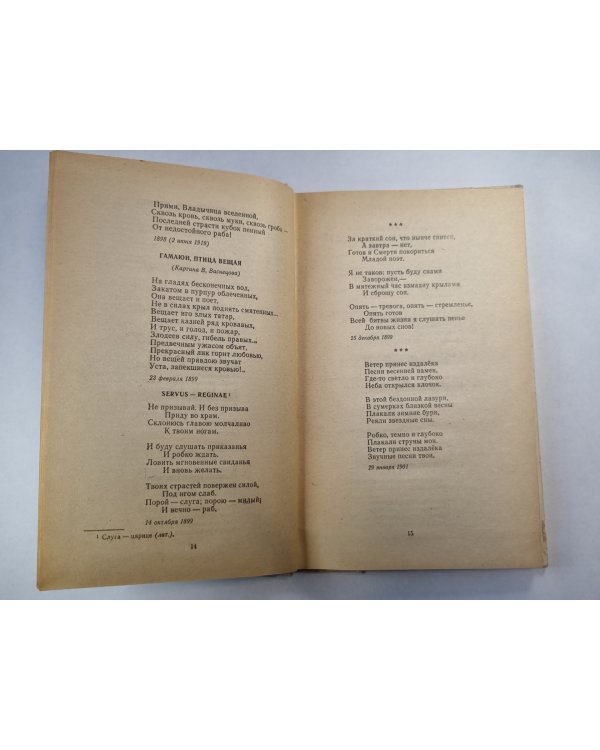 Прими, Владычица вселенной,
Сквозь кровь, сквозь муки, сквозь гроба —
Последней страсти кубок пенный
От недостойного раба!
1898 (2 июня 1919)
ГАМАЮН, ПТИЦА ВЕЩАЯ
(Картина В. Васнецова)
На гладях бесконечных вод,
Закатом в пурпур облаченных,
Она вещает и поет,
Не в силах крыл поднять смятенных..
Вещает иго злых татар,
Вещает казней ряд кровавых,
И трус, и голод, и пожар,
Злодеев силу, гибель правых...
Предвечным ужасом объят,
Прекрасный лик горит любовью,
Но вещей правдою звучат
Уста, запекшиеся кровью!..
23 февраля 1899
SERVUS — REGINAE ¹
Не призывай. И без призыва
Приду во храм.
Склонюсь главою молчаливо
К твоим ногам.
И буду слушать приказанья
И робко ждать.
Ловить мгновенные свиданья
И вновь желать.
Твоих страстей повержен силой,
Под игом слаб.
Порой — слуга; порою — милый;
И вечно — раб.
14 октября 1899
¹ Слуга — царице (лат.).
14
***
За краткий сон, что нынче снится,
А завтра — нет,
Готов и Смерти покориться
Младой поэт.
Я не таков: пусть буду снами
Заворожен,—
В мятежный час взмахну крылами
И сброшу сон.
Опять — тревога, опять — стремленье,
Опять готов
Всей битвы жизни я слушать пенье
До новых снов!
25 декабря 1899
***
Ветер принес издалёка
Песни весенней намек,
Где-то светло и глубоко
Неба открылся клочок.
В этой бездонной лазури,
В сумерках близкой весны
Плакали зимние бури,
Реяли звездные сны.
Робко, темно и глубоко
Плакали струны мои.
Ветер принес издалёка
Звучные песни твои.
29 января 1901
15